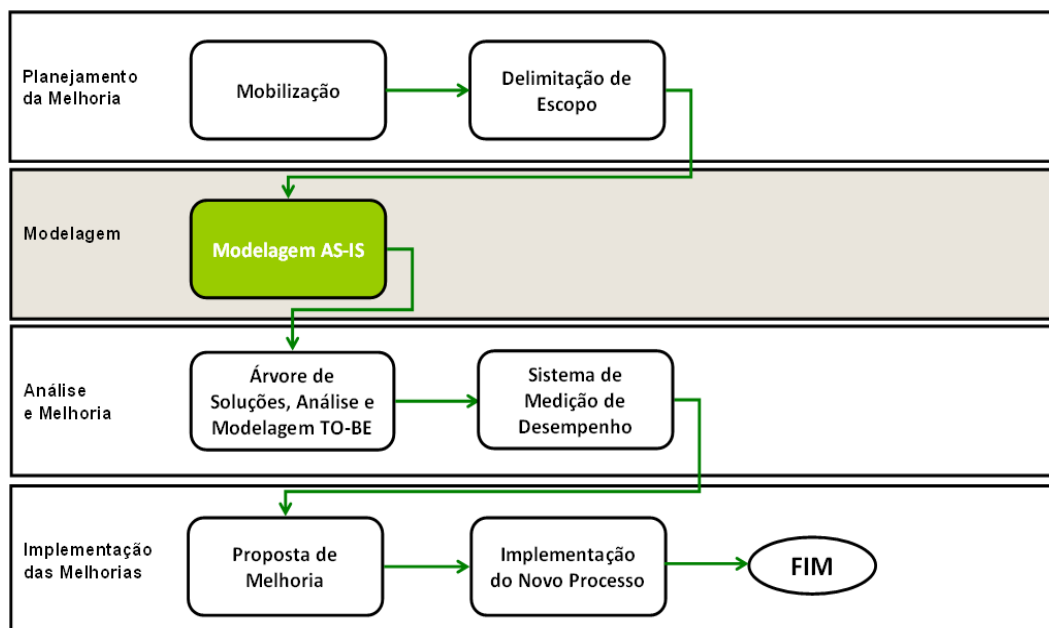 Planejamento
da Melhoria
Mobilização
Delimitação de
Escopo
Modelagem
Modelagem AS-IS
Análise
e Melhoria
Árvore de
Soluções, Análise e
Modelagem TO-BE
Sistema de
Medição de
Desempenho
Implementação
das Melhorias
Proposta de
Melhoria
Implementação
do Novo Processo
FIM